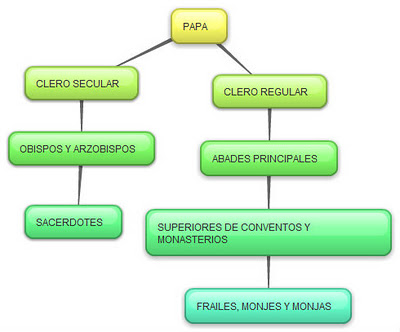 PAPA
CLERO SECULAR
CLERO REGULAR
OBISPOS Y ARZOBISPOS
ABADES PRINCIPALES
SACERDOTES
SUPERIORES DE CONVENTOS Y
MONASTERIOS
FRAILES, MONJES Y MONJAS